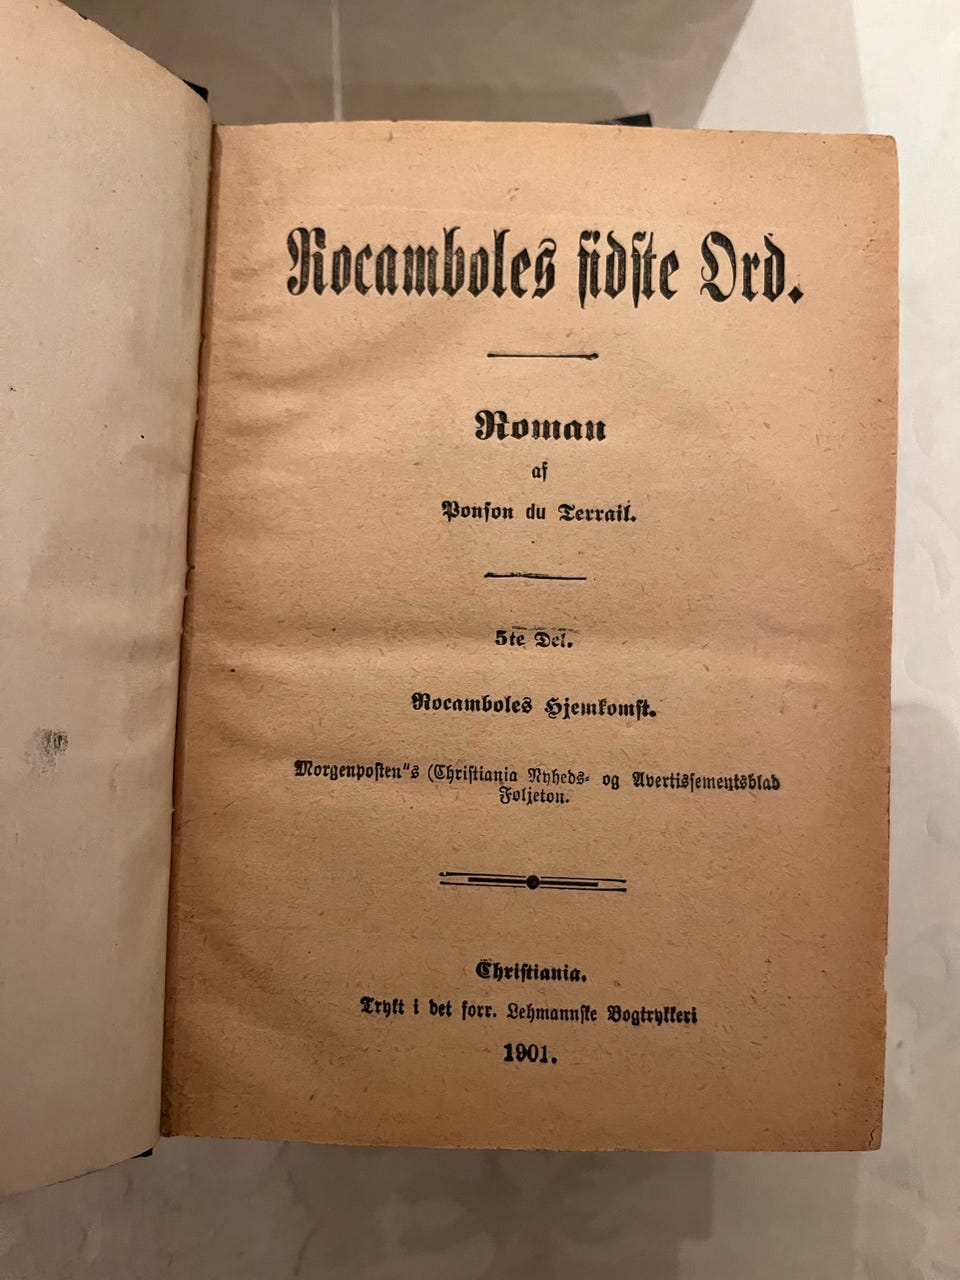 Rocamboles sidste Ord.
Roman
af
Ponson du Terrail.
5te Del.
Rocamboles Hjemkomst.
Morgenposten"s (Christiania Nyheds- og Avertissementsblad
Føljeton.
Christiania.
Trykt i det forr. Lehmannske Bogtrykkeri
1901.